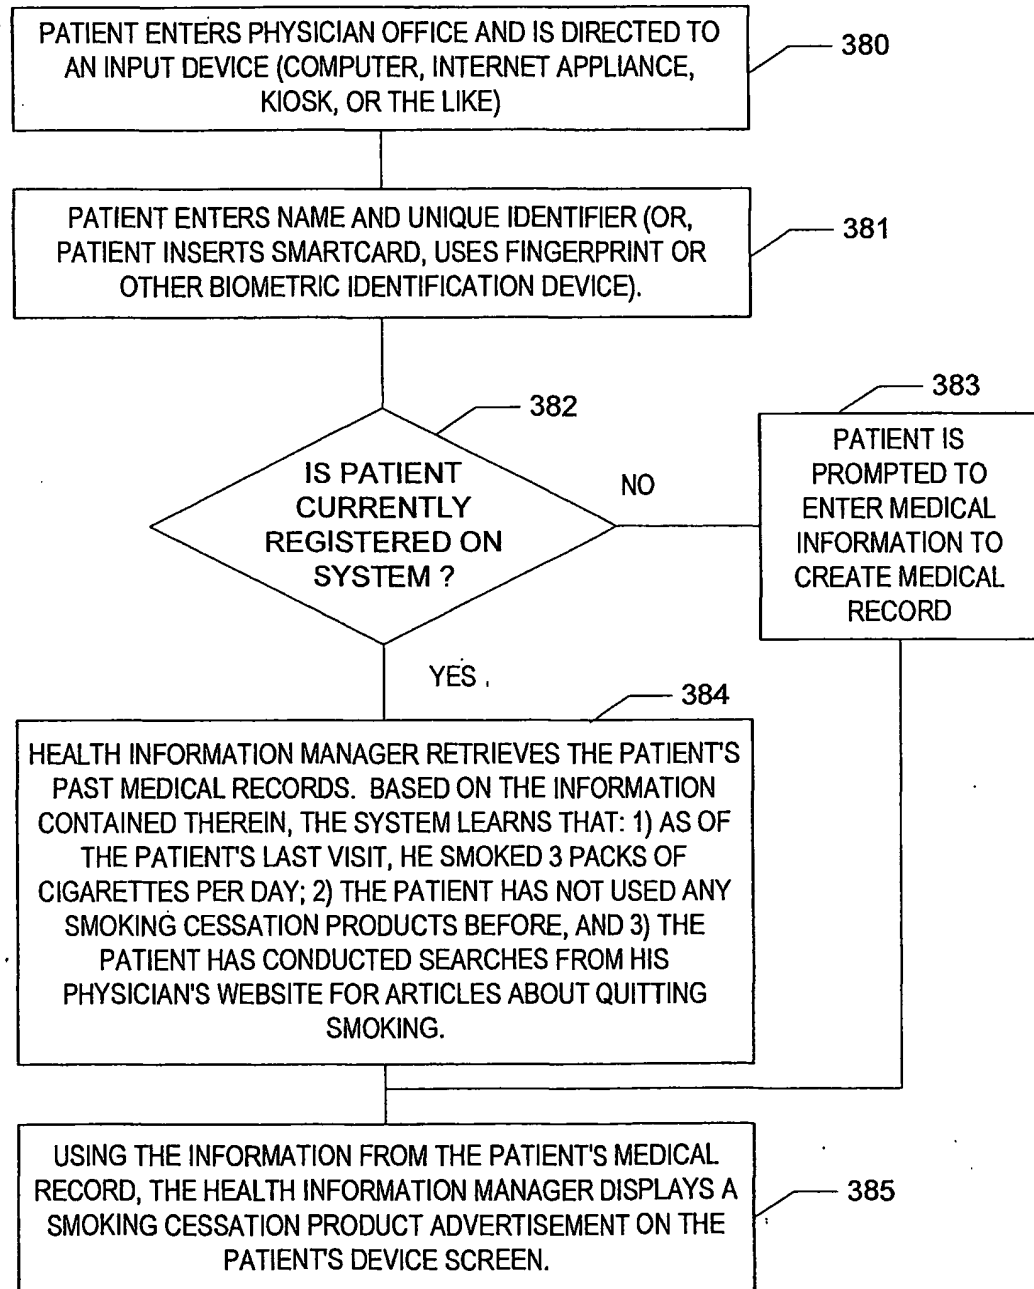 PATIENT ENTERS PHYSICIAN OFFICE AND IS DIRECTED TO
AN INPUT DEVICE (COMPUTER, INTERNET APPLIANCE,
KIOSK, OR THE LIKE)
380
PATIENT ENTERS NAME AND UNIQUE IDENTIFIER (OR,
PATIENT INSERTS SMARTCARD, USES FINGERPRINT OR
OTHER BIOMETRIC IDENTIFICATION DEVICE).
381
382
IS PATIENT
CURRENTLY
REGISTERED ON
SYSTEM ?
NO
383
PATIENT IS
PROMPTED TO
ENTER MEDICAL
INFORMATION TO
CREATE MEDICAL
RECORD
YES
384
HEALTH INFORMATION MANAGER RETRIEVES THE PATIENT'S
PAST MEDICAL RECORDS. BASED ON THE INFORMATION
CONTAINED THEREIN, THE SYSTEM LEARNS THAT: 1) AS OF
THE PATIENT'S LAST VISIT, HE SMOKED 3 PACKS OF
CIGARETTES PER DAY; 2) THE PATIENT HAS NOT USED ANY
SMOKING CESSATION PRODUCTS BEFORE, AND 3) THE
PATIENT HAS CONDUCTED SEARCHES FROM HIS
PHYSICIAN'S WEBSITE FOR ARTICLES ABOUT QUITTING
SMOKING.
USING THE INFORMATION FROM THE PATIENT'S MEDICAL
RECORD, THE HEALTH INFORMATION MANAGER DISPLAYS A
SMOKING CESSATION PRODUCT ADVERTISEMENT ON THE
PATIENT'S DEVICE SCREEN.
385